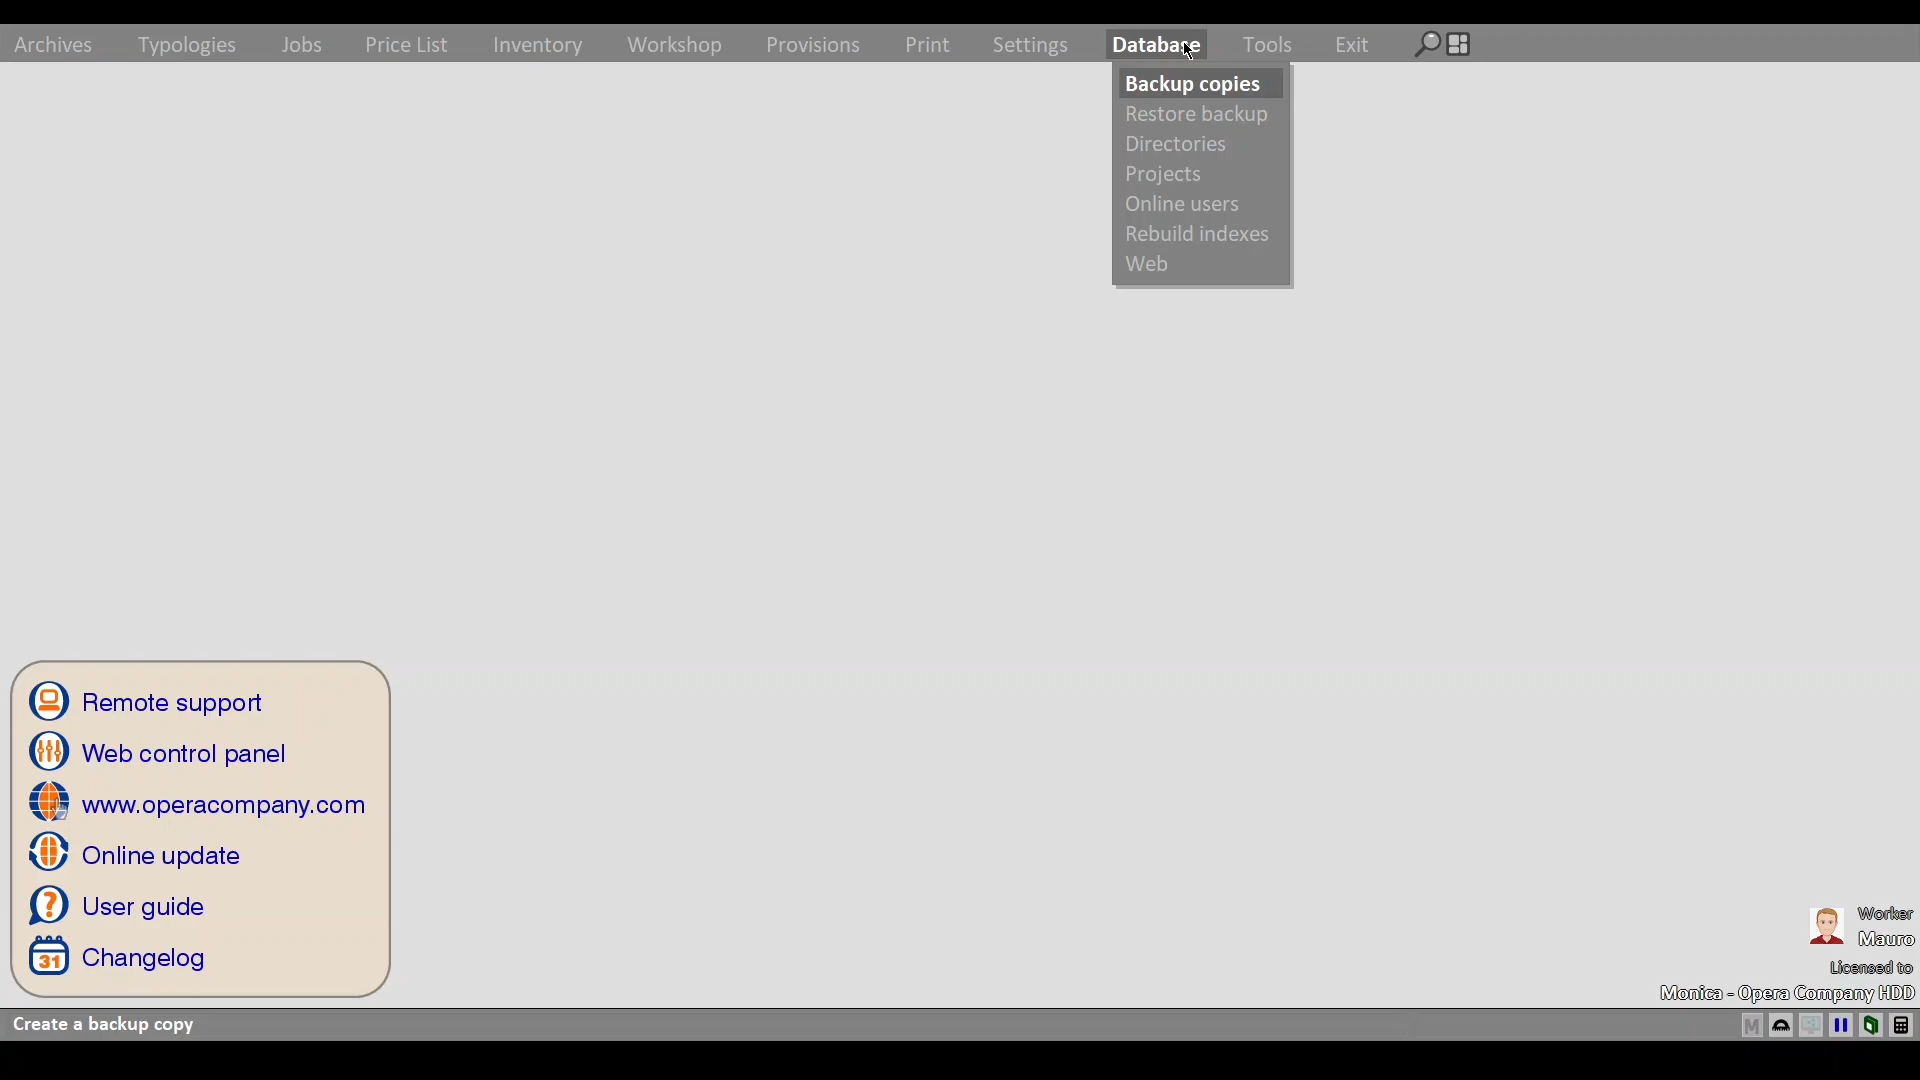 Archives Typologies Jobs Price List Inventory Workshop Provisions Print Settings Database Tools Exit
Backup copies
Restore backup
Directories
Projects
Online users
Rebuild indexes
Web
Remote support
Web control panel
www.operacompany.com
Online update
User guide
31 Changelog
Worker
Mauro
Licensed to
Monica - Opera Company HDD
Create a backup copy
M